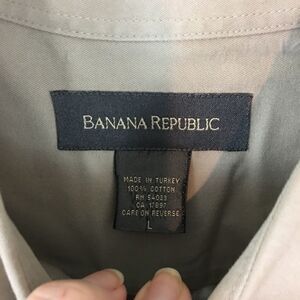 BANANA REPUBLIC
MADE IN TURKEY
100% COTTON
RN 54023
CA 17897
CARE ON REVERSE
L